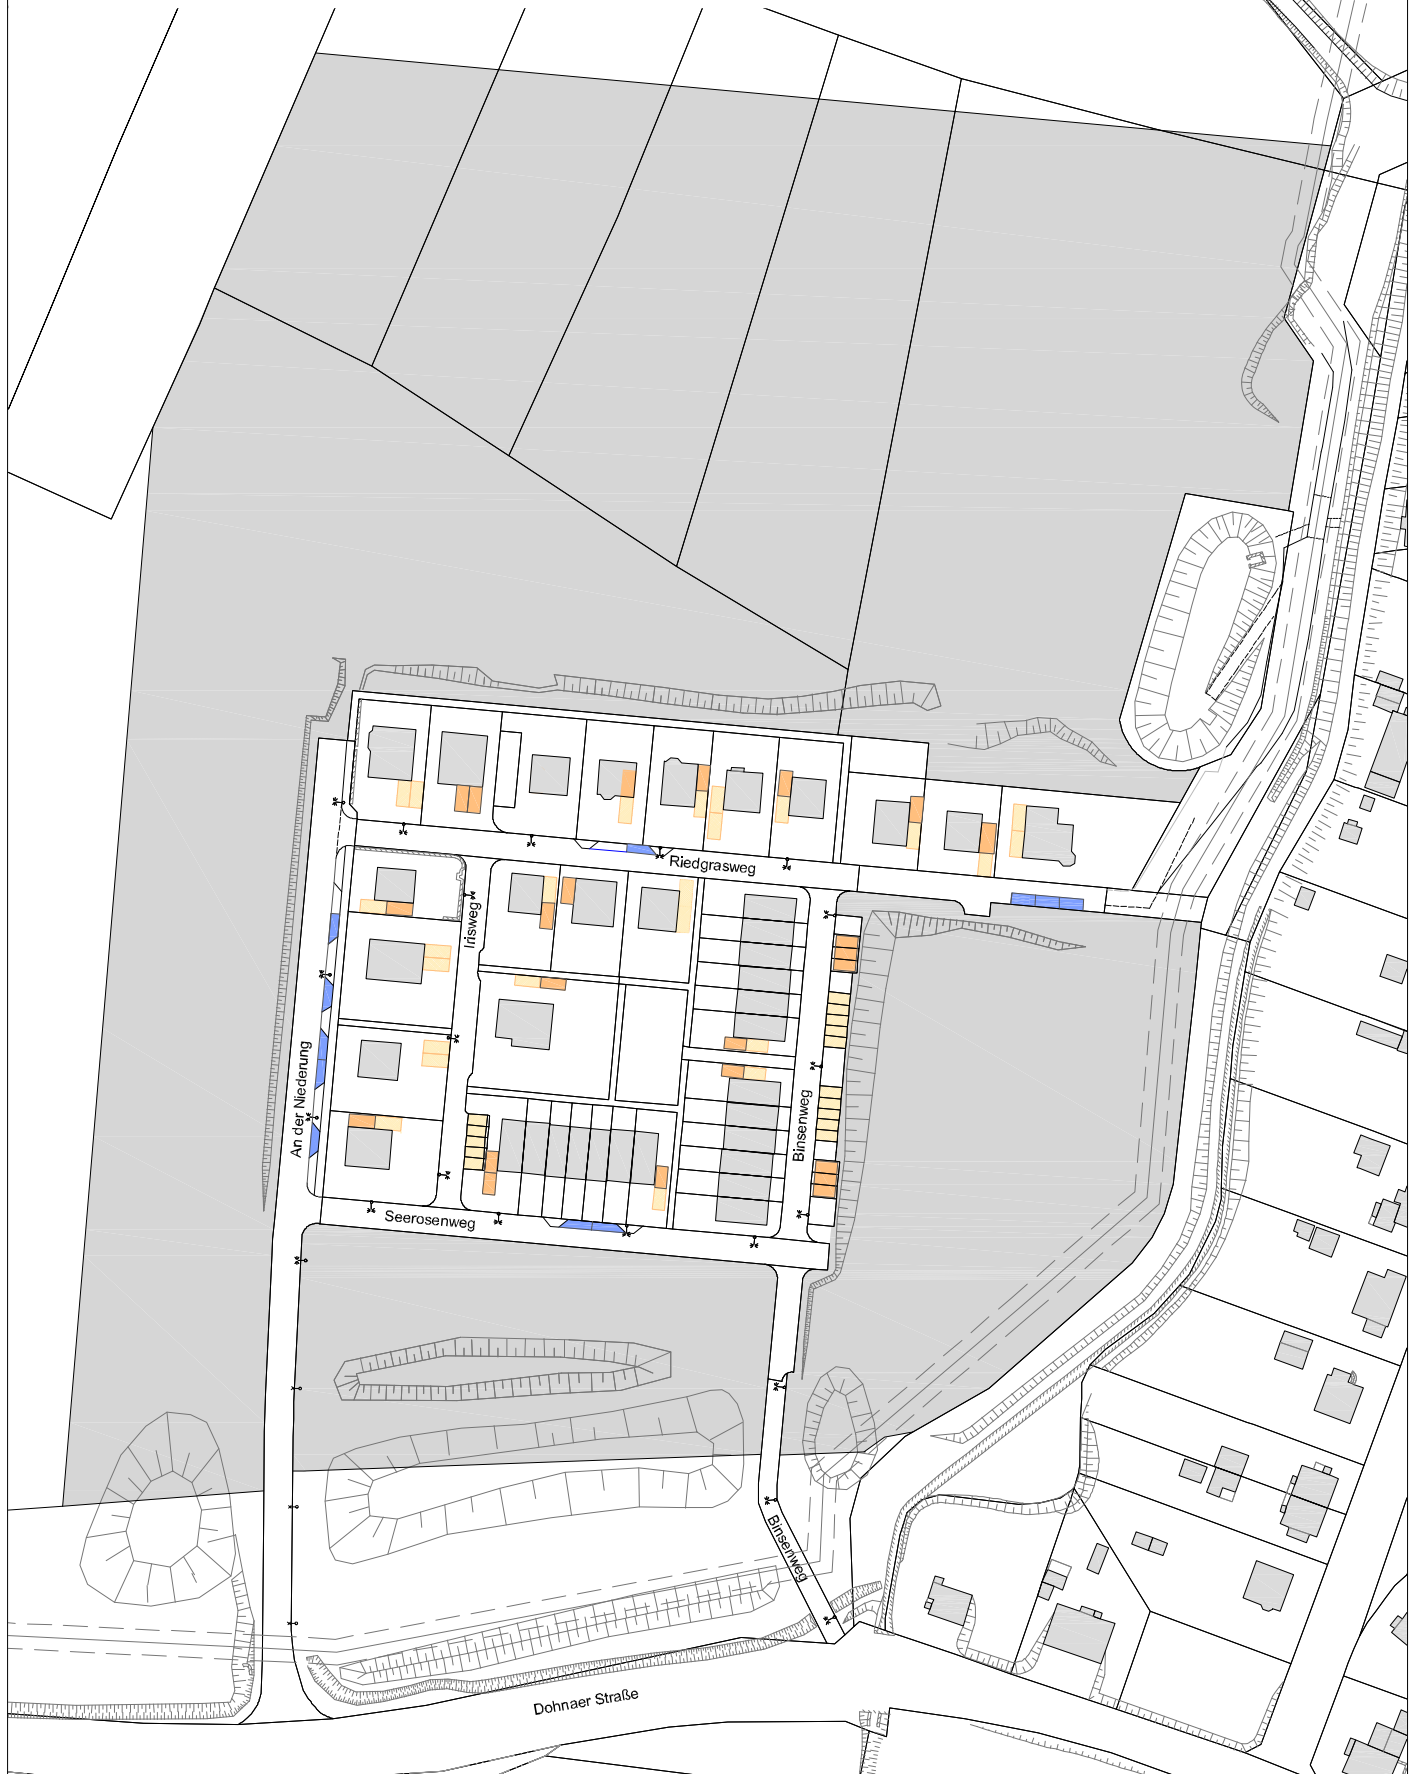 Riedgrasweg
Irisweg
An der Niederung
Binsenweg
Seerosenweg
Binsenweg
Dohnaer Straße